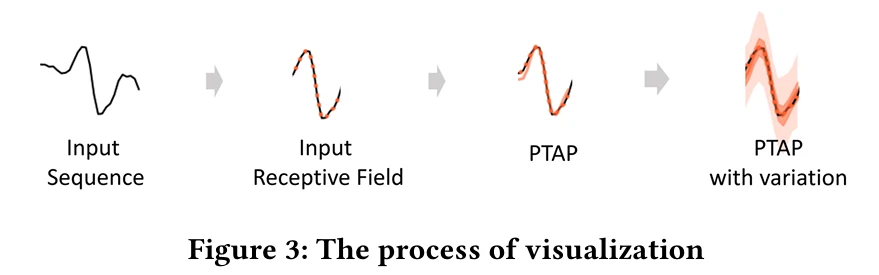 Input
Sequence
Input
Receptive Field
PTAP
PTAP
with variation
Figure 3: The process of visualization